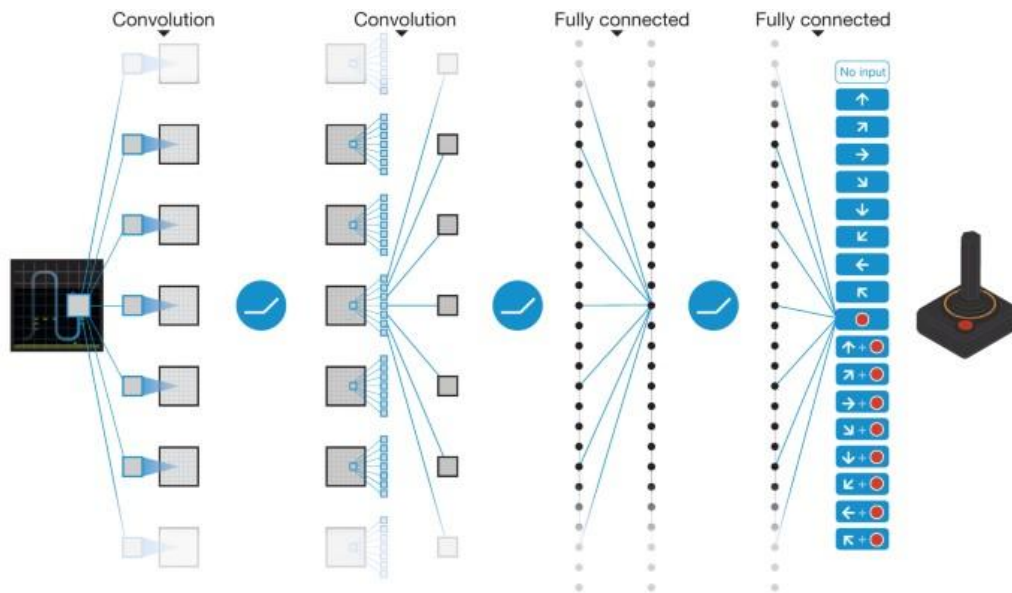 Convolution
Convolution
Fully connected
Fully connected
No input
+
+
+
+
+
+
+
+